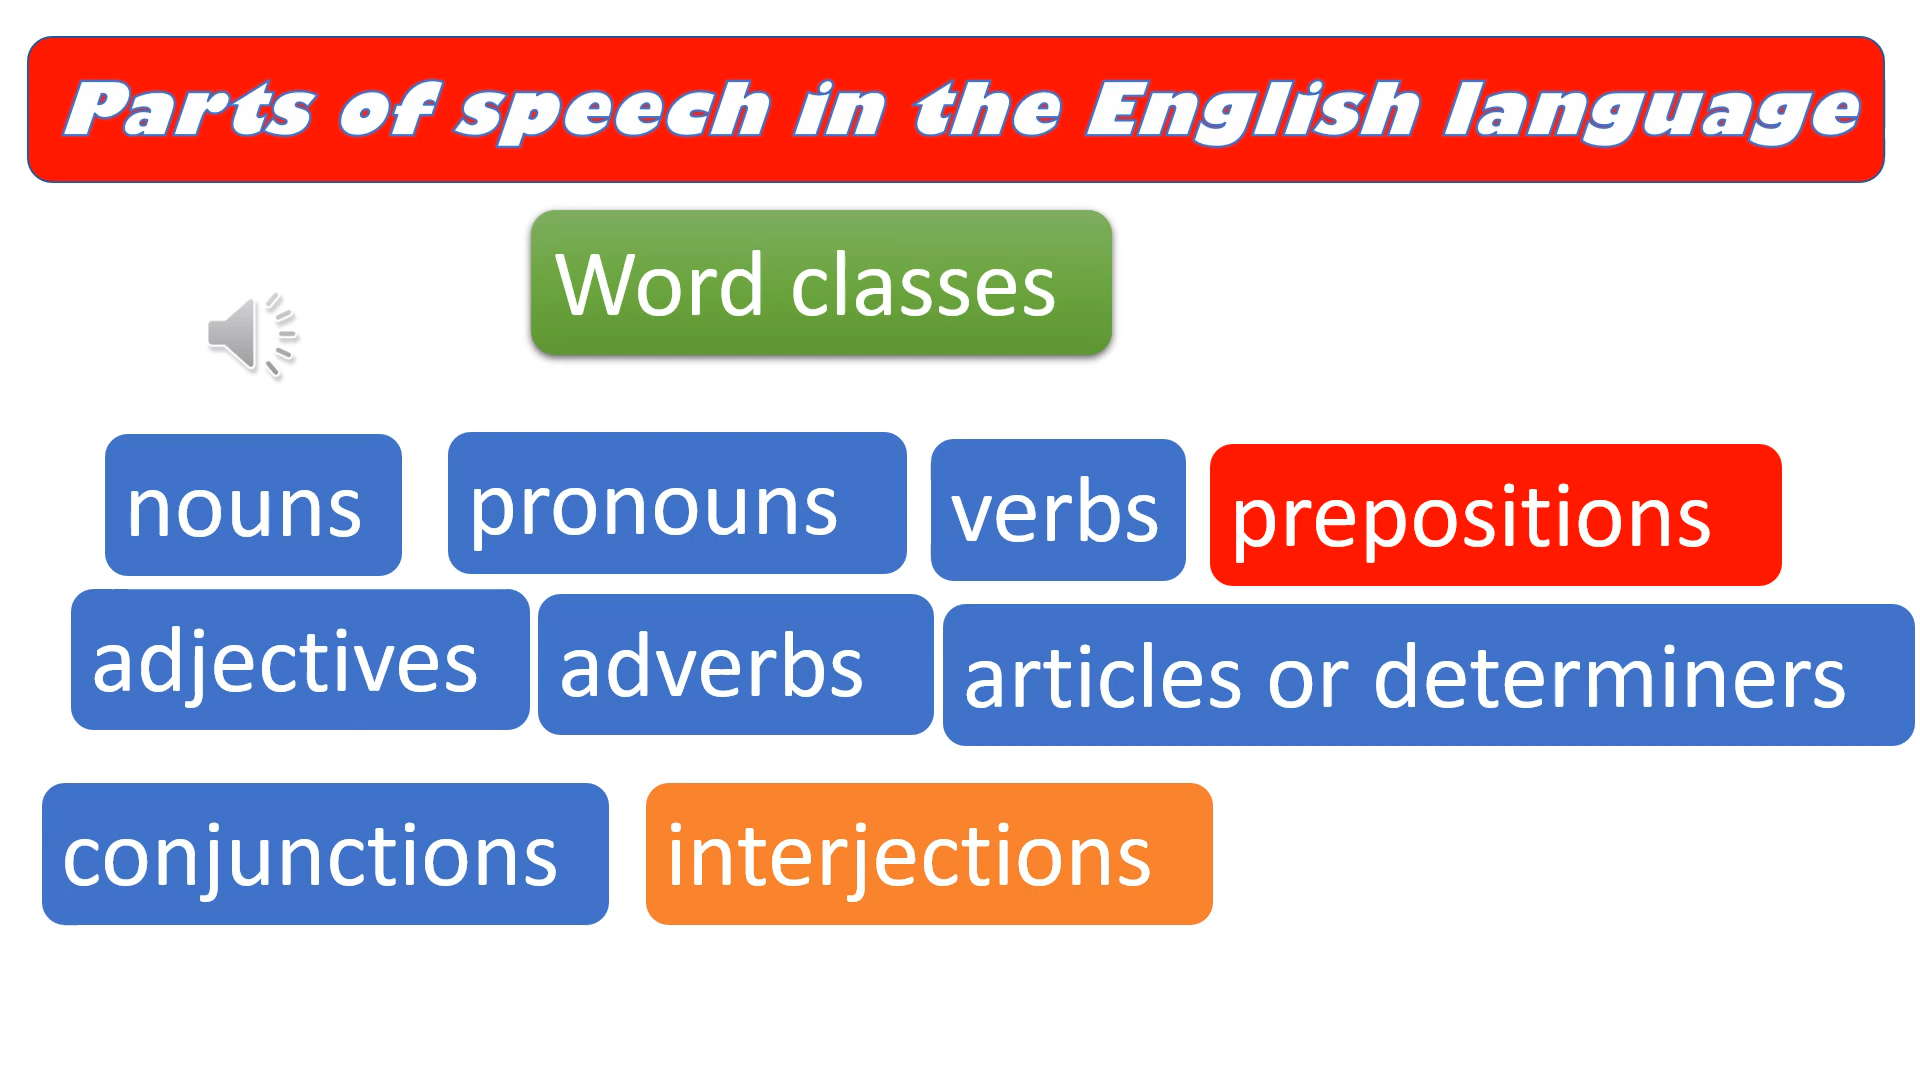 Parts of speech in the English language
Word classes
nouns pronouns verbs prepositions
adjectives adverbs articles or determiners
conjunctions interjections